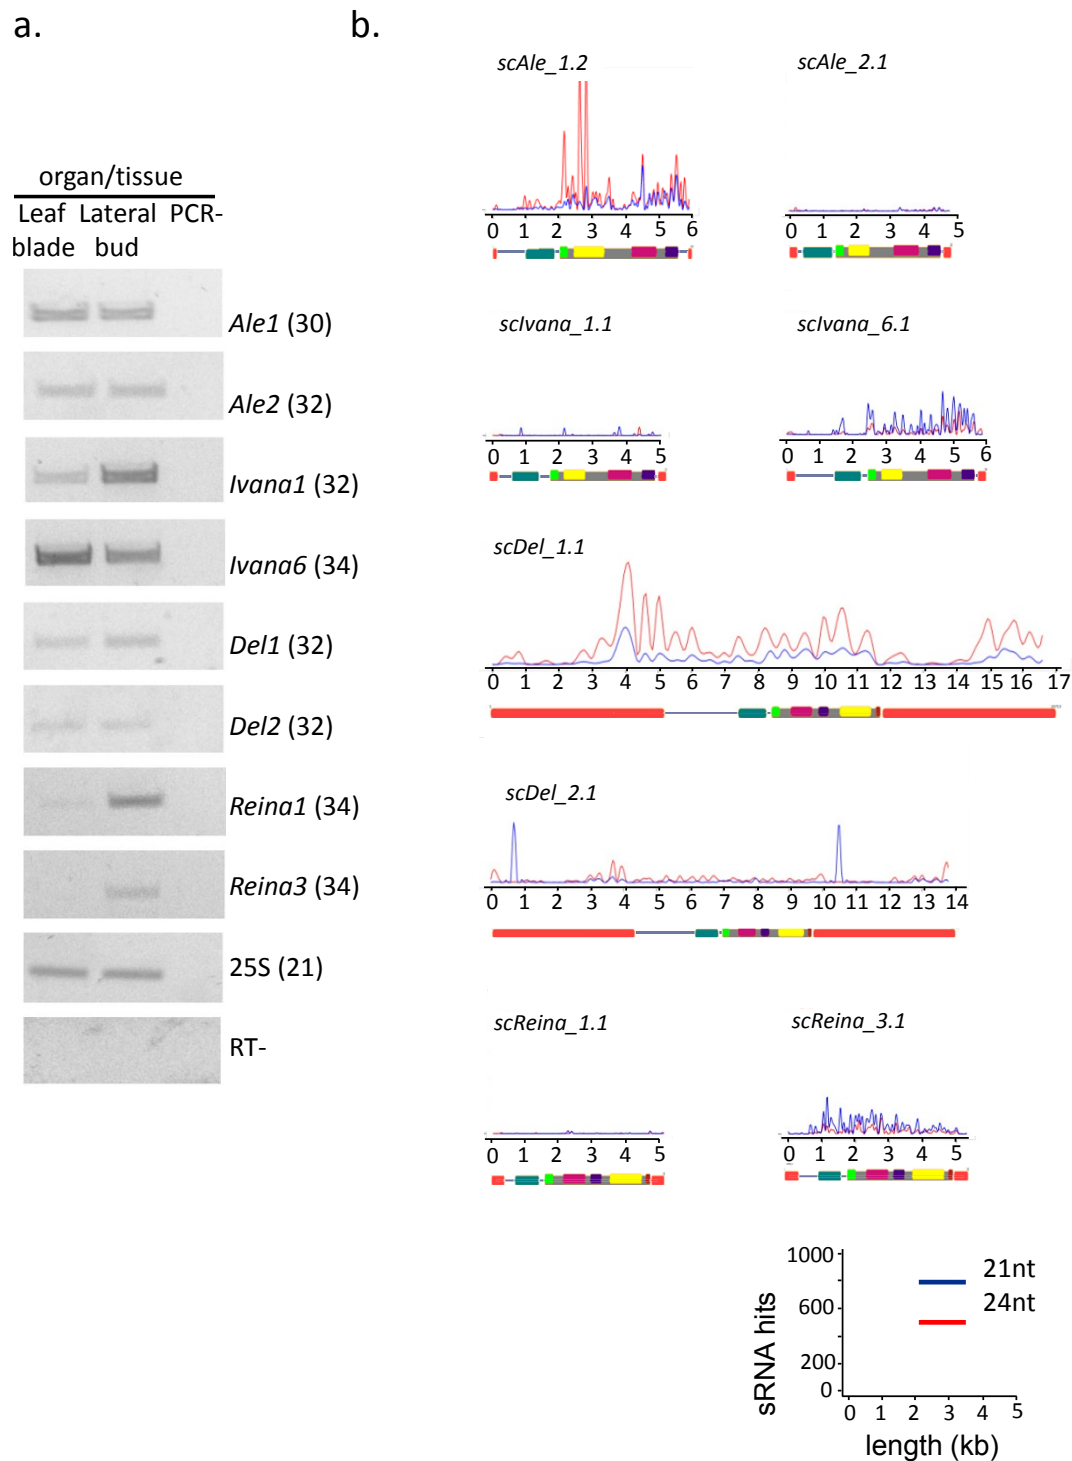 a.
organ/tissue
Leaf Lateral PCR-
blade bud
Ale1 (30)
Ale2 (32)
Ivana1 (32)
Ivana6 (34)
Del1 (32)
Del2 (32)
Reina1 (34)
Reina3 (34)
25S (21)
RT-
b.
scAle_1.2
0 1 2 3 4 5 6
scAle_2.1
0 1 2 3 4 5
scIvana_1.1
0 1 2 3 4 5
scIvana_6.1
0 1 2 3 4 5 6
scDel_1.1
0 1 2 3 4 5 6 7 8 9 10 11 12 13 14 15 16 17
scDel_2.1
0 1 2 3 4 5 6 7 8 9 10 11 12 13 14
scReina_1.1
0 1 2 3 4 5
scReina_3.1
0 1 2 3 4 5
1000
600
200
0
sRNA hits
21nt
24nt
0 1 2 3 4 5
length (kb)